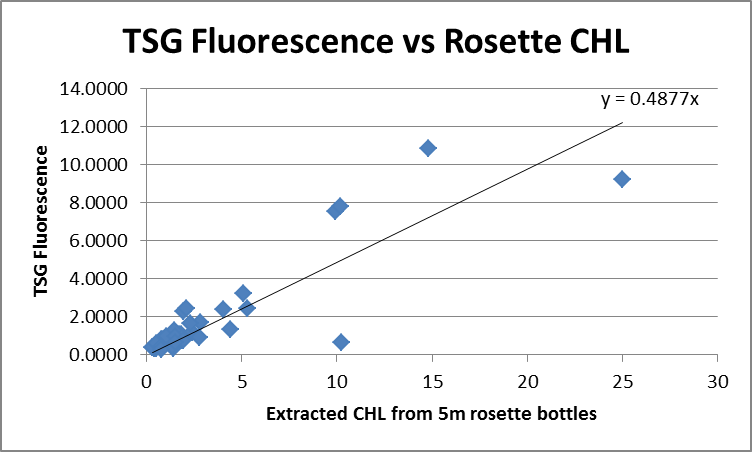 TSG Fluorescence vs Rosette CHL
14.0000
y = 0.4877x
12.0000
10.0000
8.0000
6.0000
4.0000
2.0000
0.0000
TSG Fluorescence
0 5 10 15 20 25 30
Extracted CHL from 5m rosette bottles